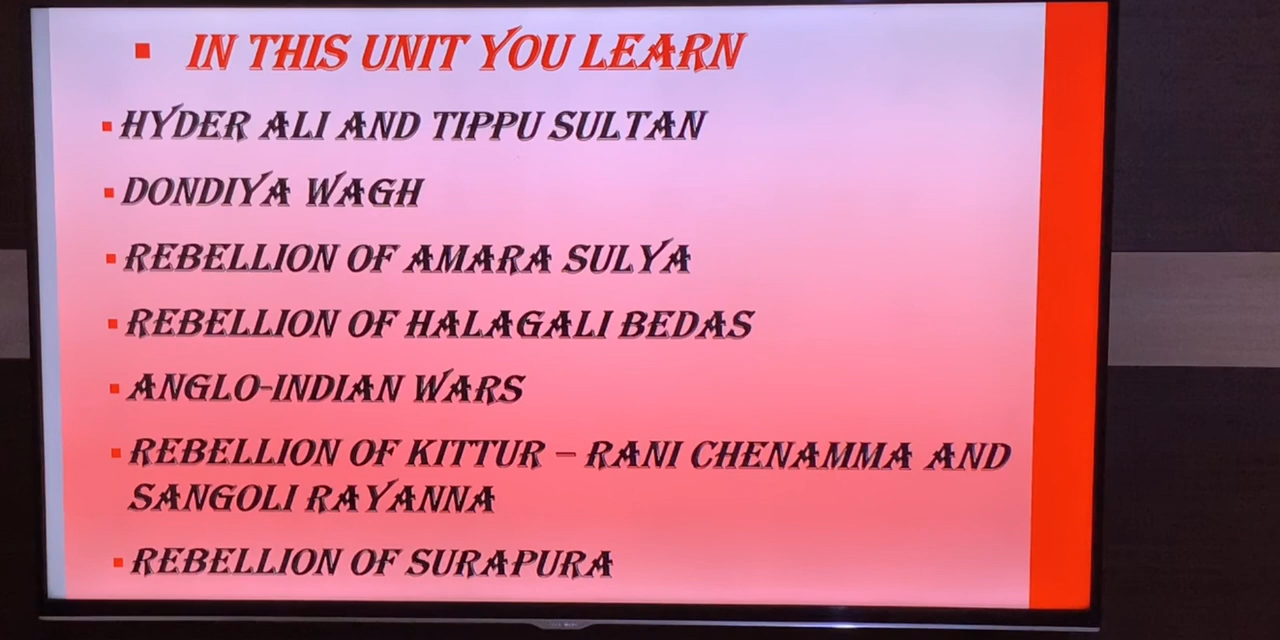 IN THIS UNIT YOU LEARN
HYDER ALI AND TIPPU SULTAN
DONDIYA WAGH
REBELLION OF AMARA SULYA
REBELLION OF HALAGALI BEDAS
ANGLO-INDIAN WARS
REBELLION OF KITTUR – RANI CHENAMMA AND
SANGOLI RAYANNA
REBELLION OF SURAPURA